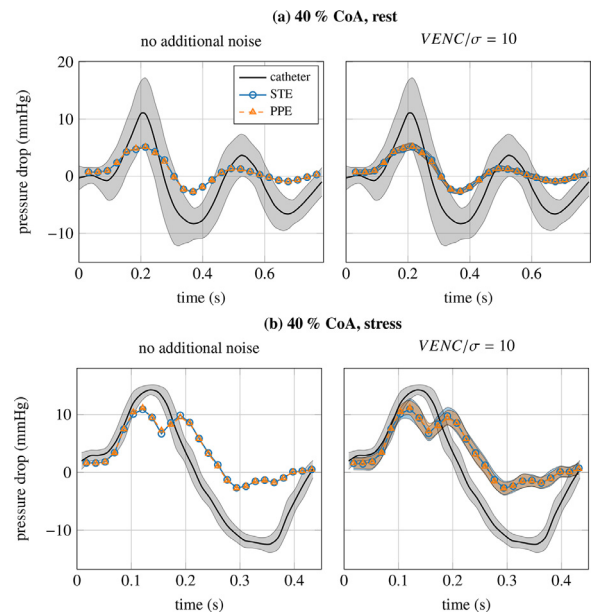 (a) 40 % CoA, rest
no additional noise
VENC/σ = 10
catheter
STE
PPE
pressure drop (mmHg)
20
10
0
−10
0 0.2 0.4 0.6
0 0.2 0.4 0.6
time (s)
time (s)
(b) 40 % CoA, stress
no additional noise
VENC/σ = 10
pressure drop (mmHg)
10
0
−10
0 0.1 0.2 0.3 0.4
0 0.1 0.2 0.3 0.4
time (s)
time (s)